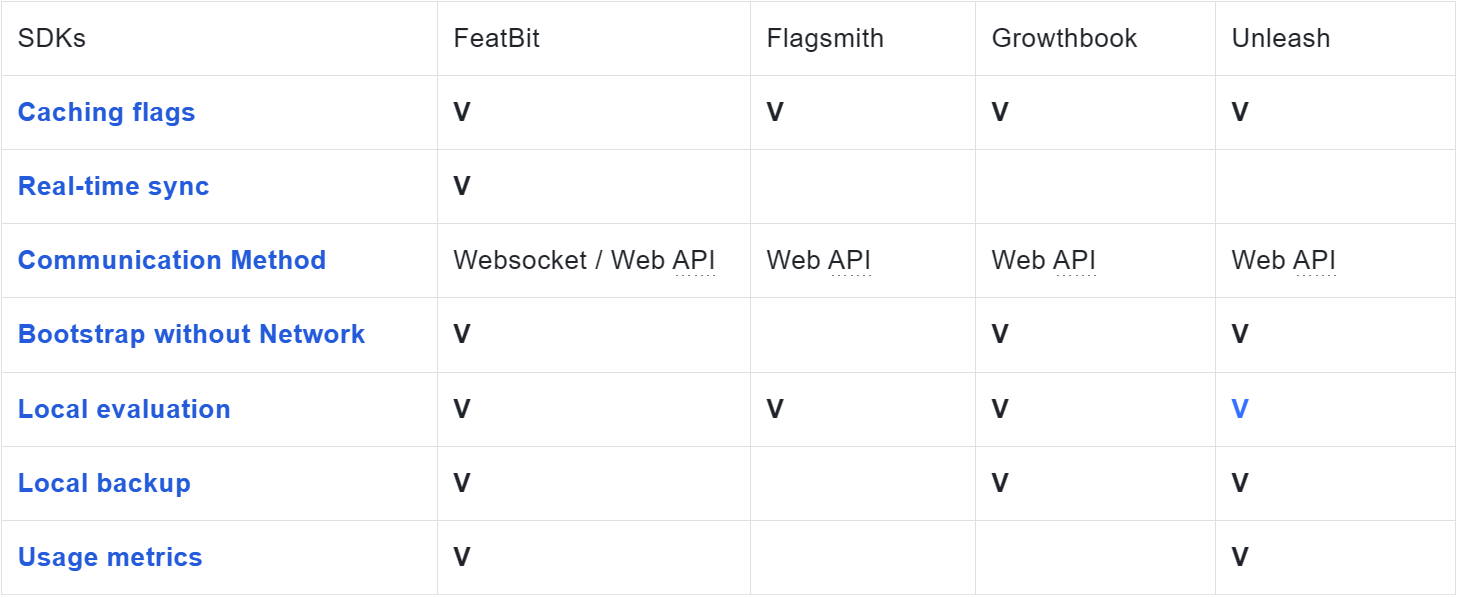 SDKs FeatBit Flagsmith Growthbook Unleash
Caching flags V V V V
Real-time sync V
Communication Method Websocket / Web API Web API Web API Web API
Bootstrap without Network V V V
Local evaluation V V V V
Local backup V V V
Usage metrics V V